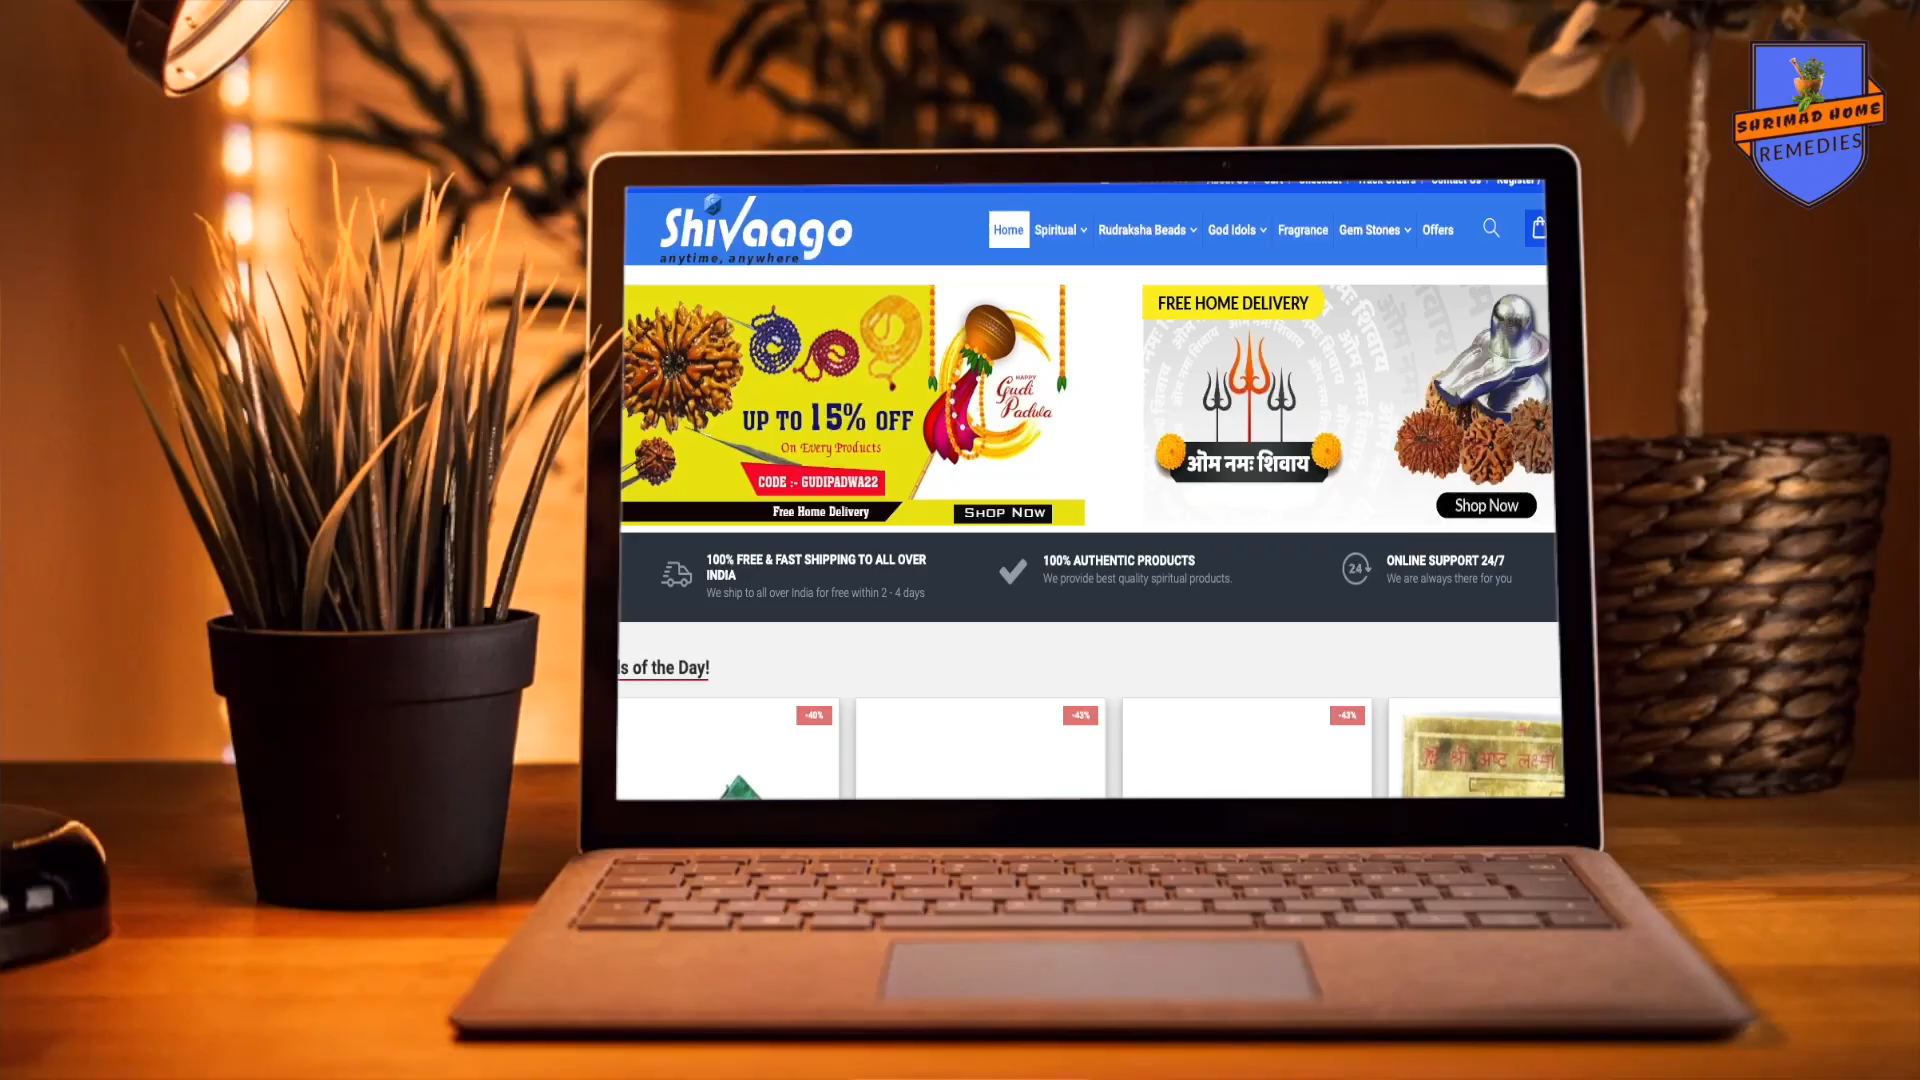 SHRIMAD HOME
REMEDIES
Shivaago
anytime, anywhere
Home Spiritual Rudraksha Beads God Idols Fragrance Gem Stones Offers
UP TO 15% OFF
On Every Products
CODE :- GUDIPADWA22
Free Home Delivery
HAPPY
Gudi
Padwa
SHOP NOW
FREE HOME DELIVERY
ओम नमः शिवाय
Shop Now
100% FREE & FAST SHIPPING TO ALL OVER
INDIA
We ship to all over India for free within 2 - 4 days
100% AUTHENTIC PRODUCTS
We provide best quality spiritual products.
24
ONLINE SUPPORT 24/7
We are always there for you
ls of the Day!
-40%
-43%
-43%
श्री अष्ट लक्ष्मी